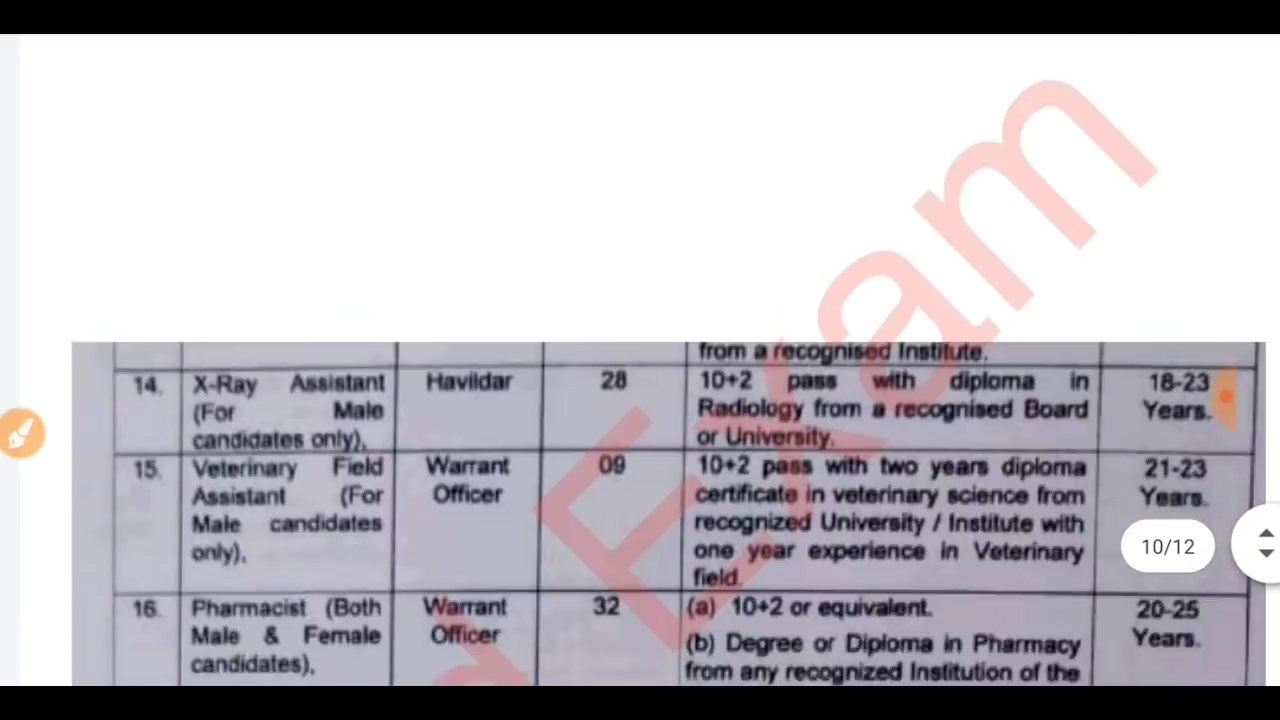 Exam
from a recognised Institute.
14. X-Ray Assistant Havildar 28 10+2 pass with diploma in 18-23
(For Male Radiology from a recognised Board Years.
candidates only), or University.
15. Veterinary Field Warrant 09 10+2 pass with two years diploma 21-23
Assistant (For Officer certificate in veterinary science from Years.
Male candidates recognized University / Institute with
only), one year experience in Veterinary
field.
10/12
16. Pharmacist (Both Warrant 32 (a) 10+2 or equivalent. 20-25
Male & Female Officer (b) Degree or Diploma in Pharmacy Years.
candidates), from any recognized Institution of the